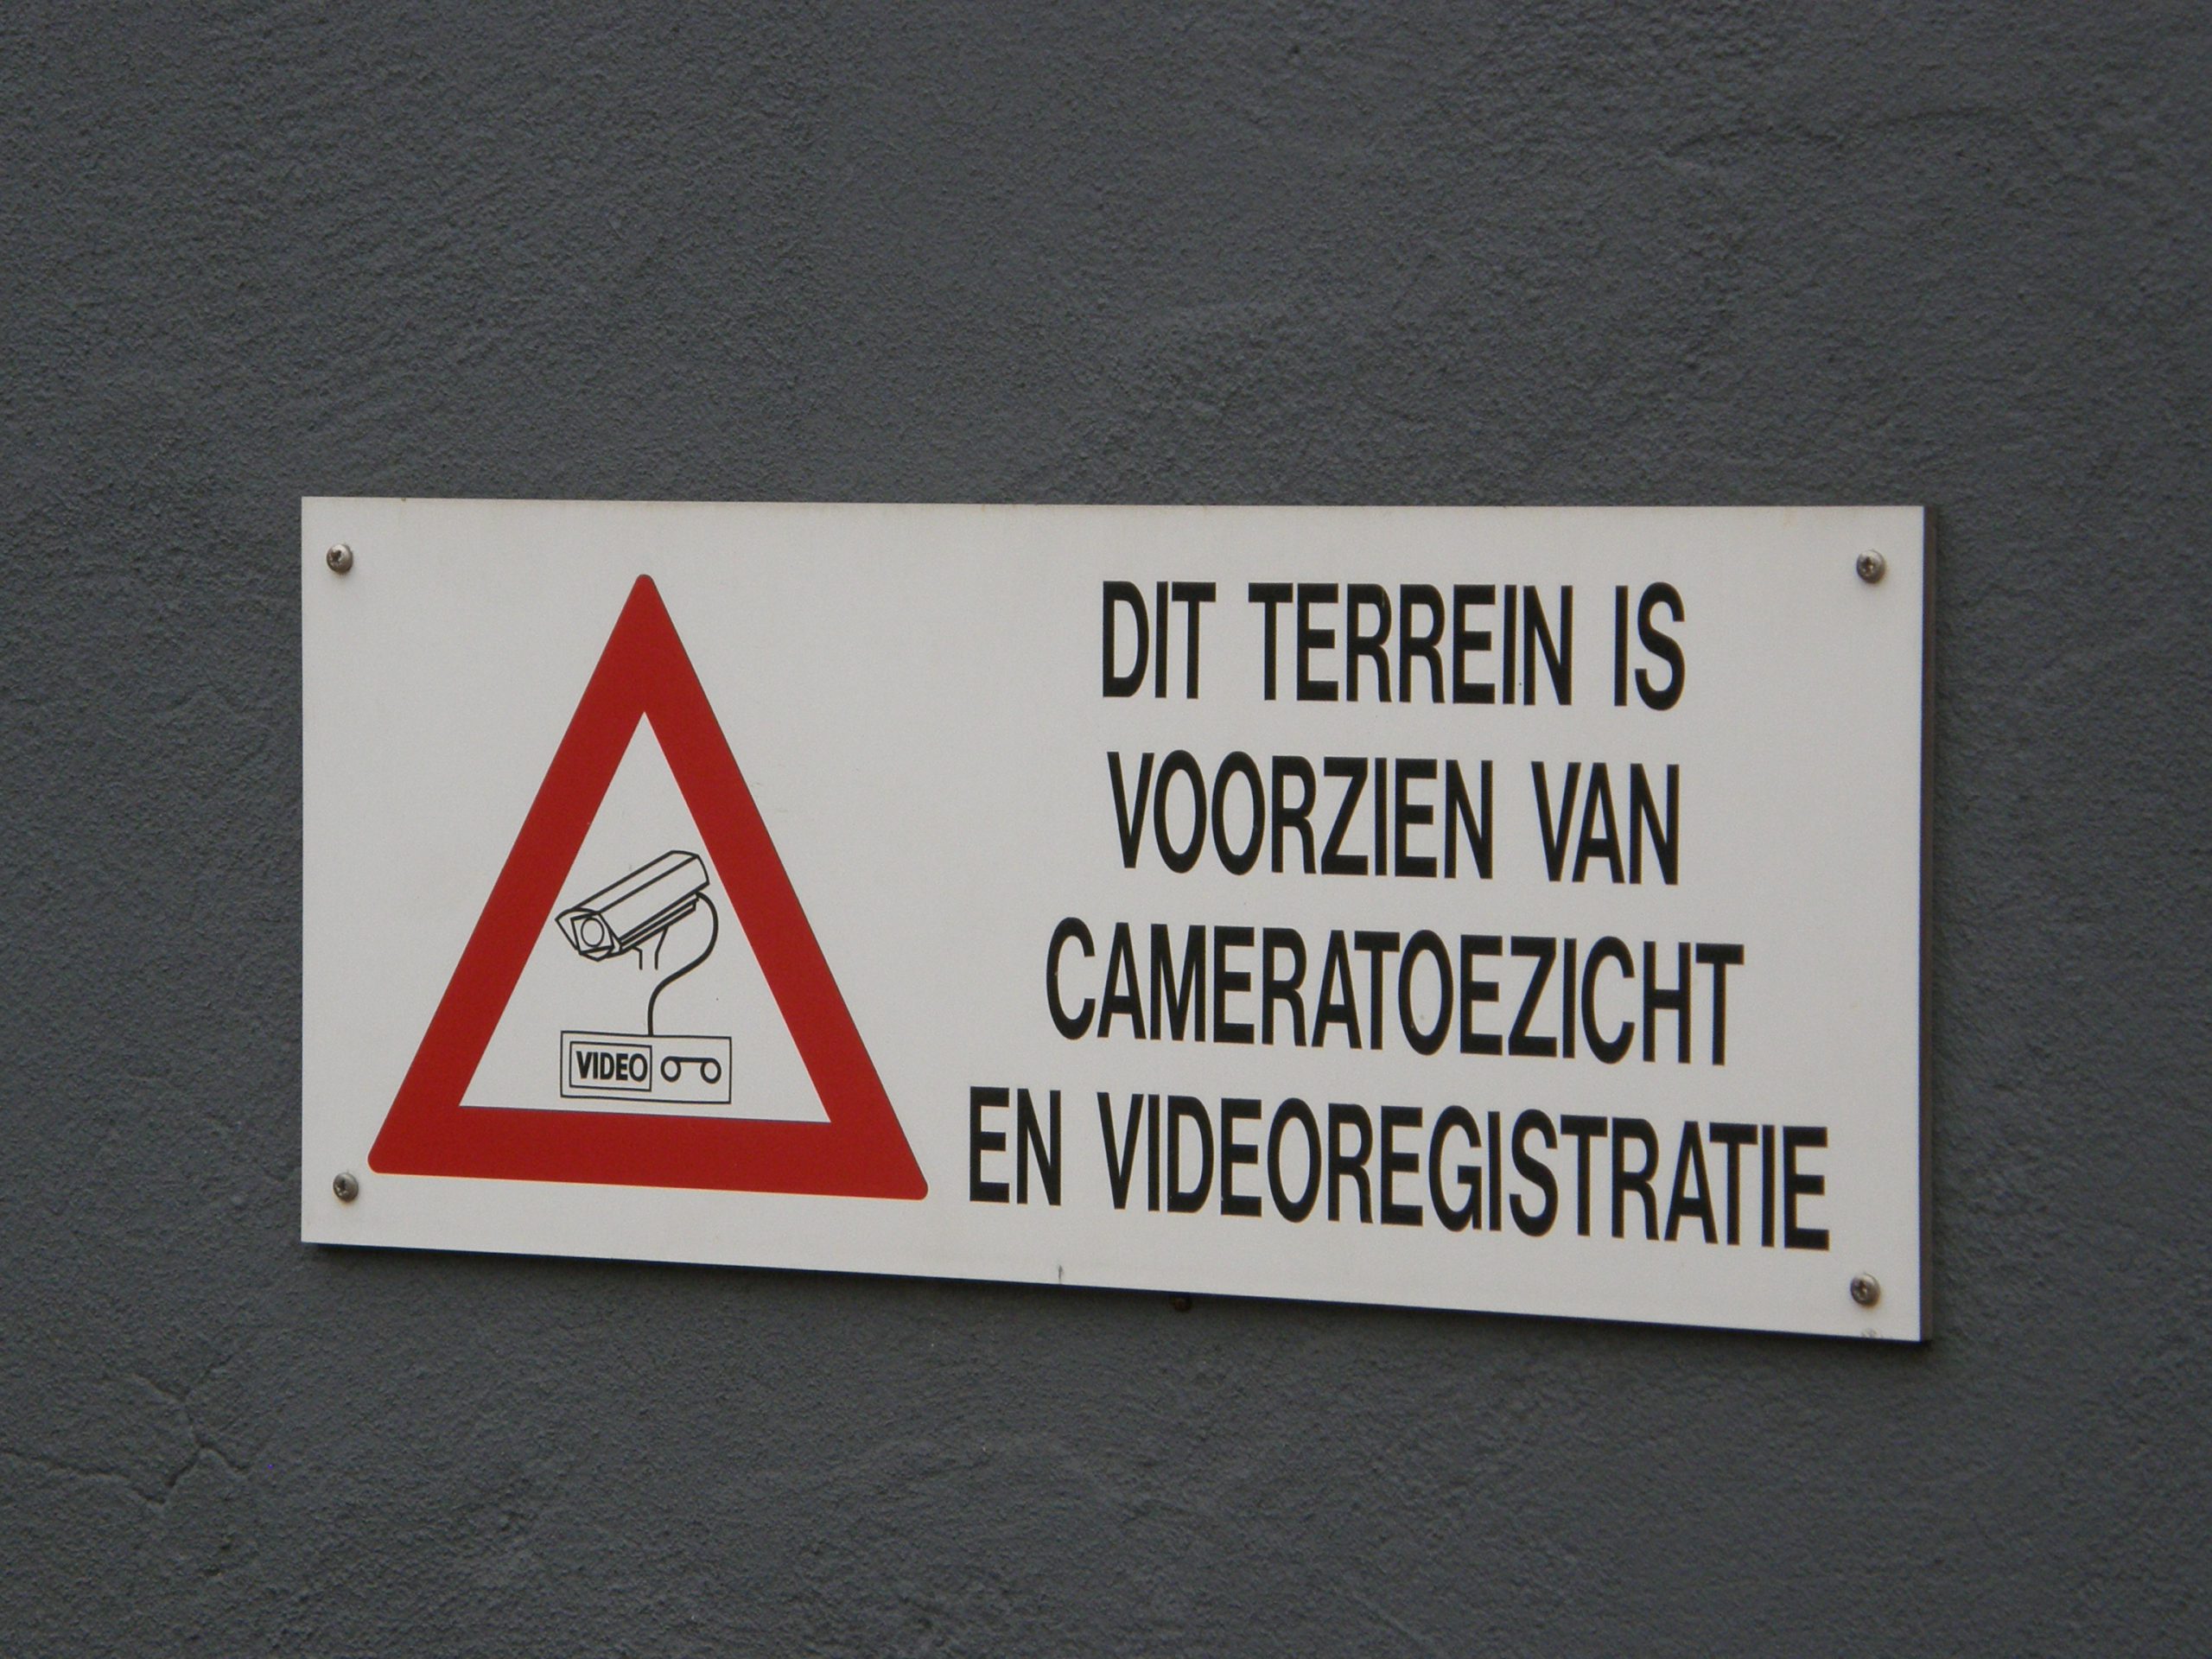 DIT TERREIN IS
VOORZIEN VAN
CAMERATOEZICHT
EN VIDEOREGISTRATIE
VIDEO